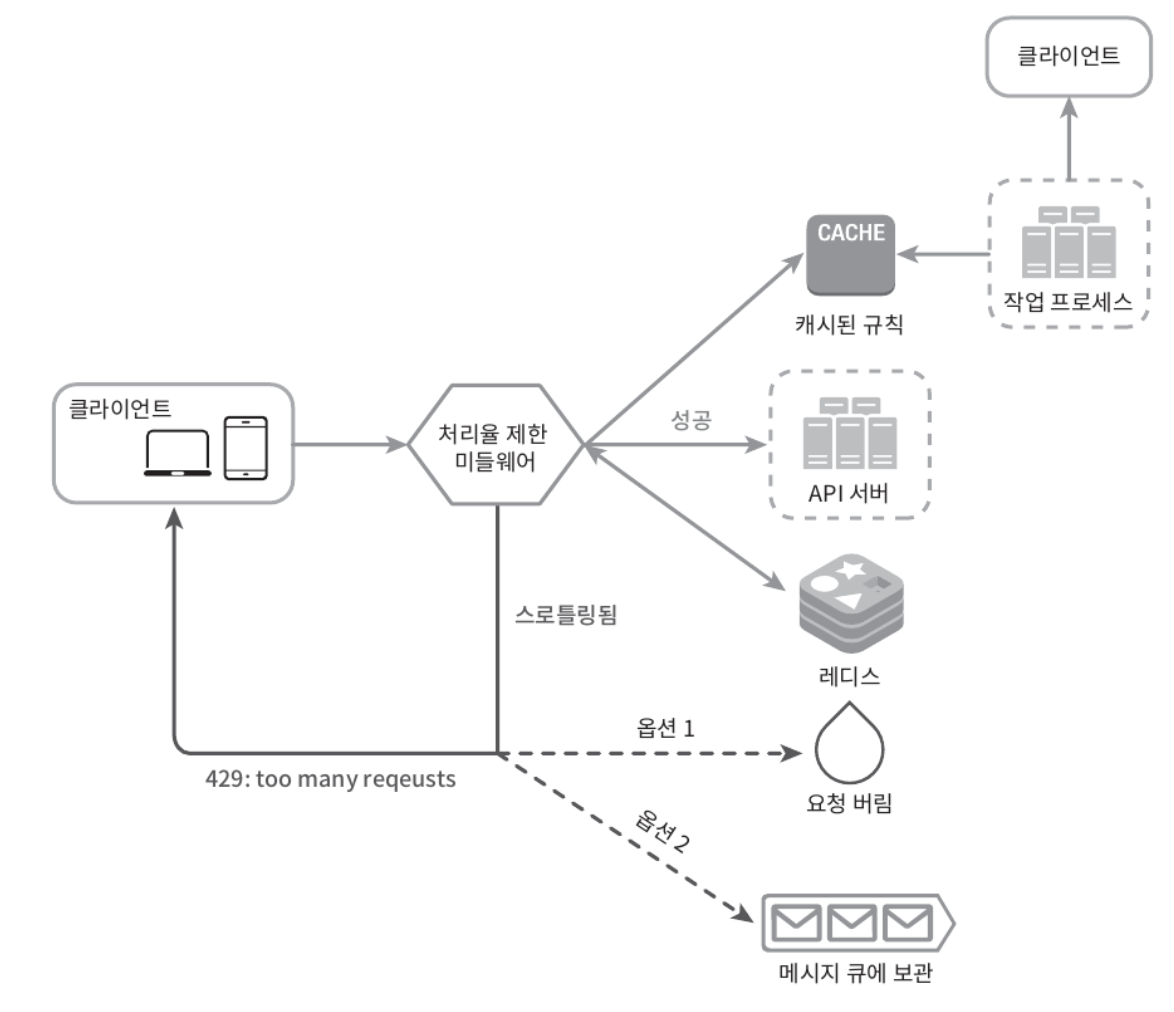 클라이언트
CACHE
캐시된 규칙
작업 프로세스
클라이언트
처리율 제한
미들웨어
성공
API 서버
스로틀링됨
레디스
옵션 1
429: too many reqeusts
요청 버림
옵션 2
메시지 큐에 보관